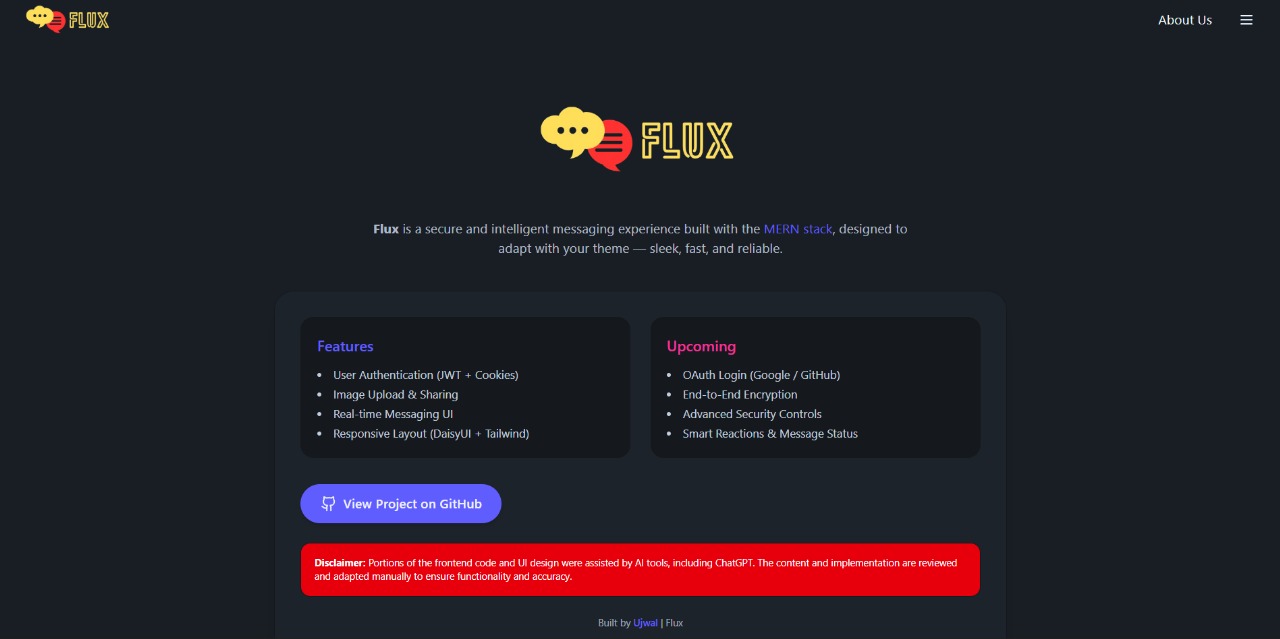 FLUX
About Us
FLUX
Flux is a secure and intelligent messaging experience built with the MERN stack, designed to
adapt with your theme — sleek, fast, and reliable.
Features
• User Authentication (JWT + Cookies)
• Image Upload & Sharing
• Real-time Messaging UI
• Responsive Layout (DaisyUI + Tailwind)
Upcoming
• OAuth Login (Google / GitHub)
• End-to-End Encryption
• Advanced Security Controls
• Smart Reactions & Message Status
View Project on GitHub
Disclaimer: Portions of the frontend code and UI design were assisted by AI tools, including ChatGPT. The content and implementation are reviewed
and adapted manually to ensure functionality and accuracy.
Built by Ujwal | Flux